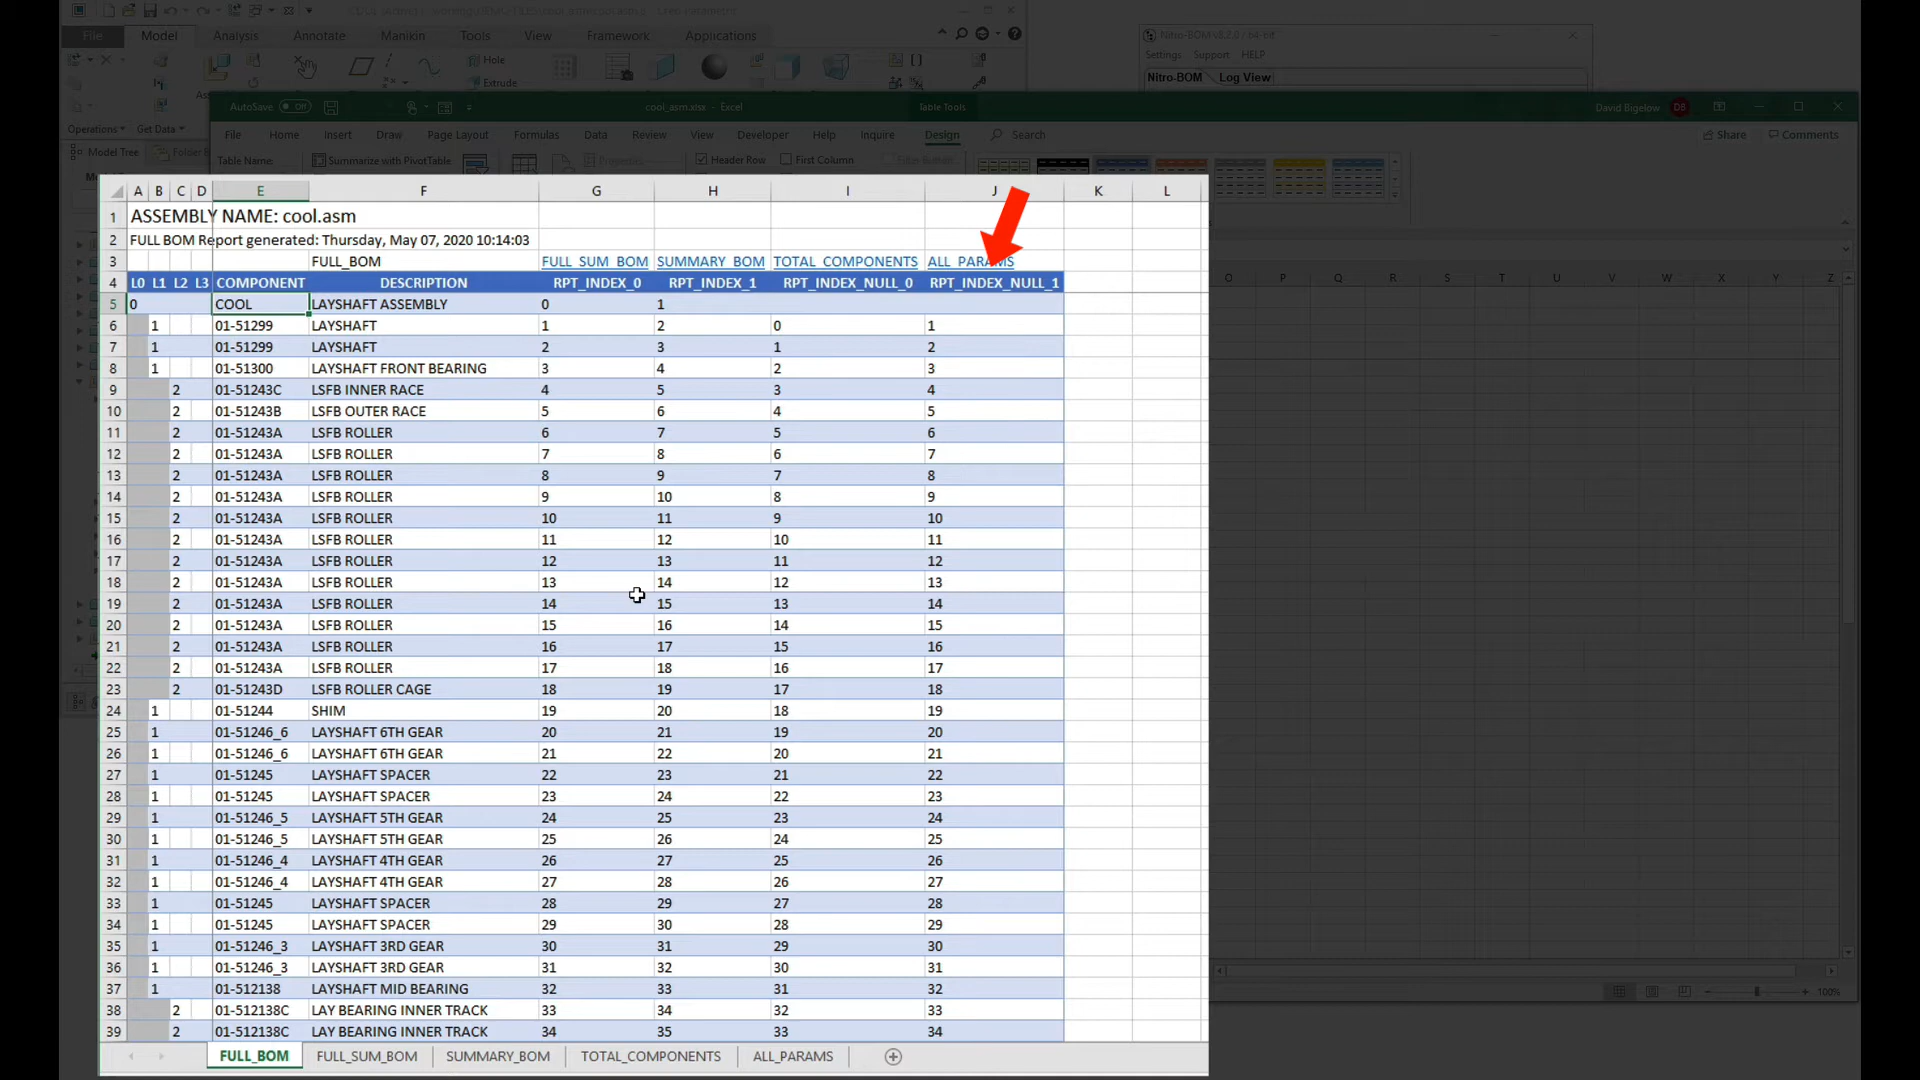 File Model Analysis Annotate Manikin Tools View Framework Applications
Hole
Extrude
Operations Get Data
Model Tree Folder
Nitro-BOM v8.2.0 / 64-bit
Settings Support HELP
Nitro-BOM Log View
AutoSave Off cool_asm.xlsx - Excel Table Tools David Bigelow DB
File Home Insert Draw Page Layout Formulas Data Review View Developer Help Inquire Design Search Share Comments
Table Name: Summarize with PivotTable Properties Header Row First Column Filter Button
A B C D E F G H I J K L
1 ASSEMBLY NAME: cool.asm
2 FULL BOM Report generated: Thursday, May 07, 2020 10:14:03
3 FULL_BOM FULL_SUM_BOM SUMMARY_BOM TOTAL_COMPONENTS ALL_PARAMS
4 L0 L1 L2 L3 COMPONENT DESCRIPTION RPT_INDEX_0 RPT_INDEX_1 RPT_INDEX_NULL_0 RPT_INDEX_NULL_1
5 0 COOL LAYSHAFT ASSEMBLY 0 1
6 1 01-51299 LAYSHAFT 1 2 0 1
7 1 01-51299 LAYSHAFT 2 3 1 2
8 1 01-51300 LAYSHAFT FRONT BEARING 3 4 2 3
9 2 01-51243C LSFB INNER RACE 4 5 3 4
10 2 01-51243B LSFB OUTER RACE 5 6 4 5
11 2 01-51243A LSFB ROLLER 6 7 5 6
12 2 01-51243A LSFB ROLLER 7 8 6 7
13 2 01-51243A LSFB ROLLER 8 9 7 8
14 2 01-51243A LSFB ROLLER 9 10 8 9
15 2 01-51243A LSFB ROLLER 10 11 9 10
16 2 01-51243A LSFB ROLLER 11 12 10 11
17 2 01-51243A LSFB ROLLER 12 13 11 12
18 2 01-51243A LSFB ROLLER 13 14 12 13
19 2 01-51243A LSFB ROLLER 14 15 13 14
20 2 01-51243A LSFB ROLLER 15 16 14 15
21 2 01-51243A LSFB ROLLER 16 17 15 16
22 2 01-51243A LSFB ROLLER 17 18 16 17
23 2 01-51243D LSFB ROLLER CAGE 18 19 17 18
24 1 01-51244 SHIM 19 20 18 19
25 1 01-51246_6 LAYSHAFT 6TH GEAR 20 21 19 20
26 1 01-51246_6 LAYSHAFT 6TH GEAR 21 22 20 21
27 1 01-51245 LAYSHAFT SPACER 22 23 21 22
28 1 01-51245 LAYSHAFT SPACER 23 24 22 23
29 1 01-51246_5 LAYSHAFT 5TH GEAR 24 25 23 24
30 1 01-51246_5 LAYSHAFT 5TH GEAR 25 26 24 25
31 1 01-51246_4 LAYSHAFT 4TH GEAR 26 27 25 26
32 1 01-51246_4 LAYSHAFT 4TH GEAR 27 28 26 27
33 1 01-51245 LAYSHAFT SPACER 28 29 27 28
34 1 01-51245 LAYSHAFT SPACER 29 30 28 29
35 1 01-51246_3 LAYSHAFT 3RD GEAR 30 31 29 30
36 1 01-51246_3 LAYSHAFT 3RD GEAR 31 32 30 31
37 1 01-512138 LAYSHAFT MID BEARING 32 33 31 32
38 2 01-512138C LAY BEARING INNER TRACK 33 34 32 33
39 2 01-512138C LAY BEARING INNER TRACK 34 35 33 34
FULL_BOM FULL_SUM_BOM SUMMARY_BOM TOTAL_COMPONENTS ALL_PARAMS
O P Q R S T U V W X Y Z
100%